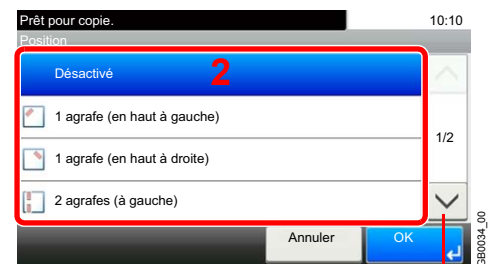 Prêt pour copie. 10:10
Position
Désactivé 2
1 agrafe (en haut à gauche)
1/2
1 agrafe (en haut à droite)
2 agrafes (à gauche)
Annuler OK
GB0034_00